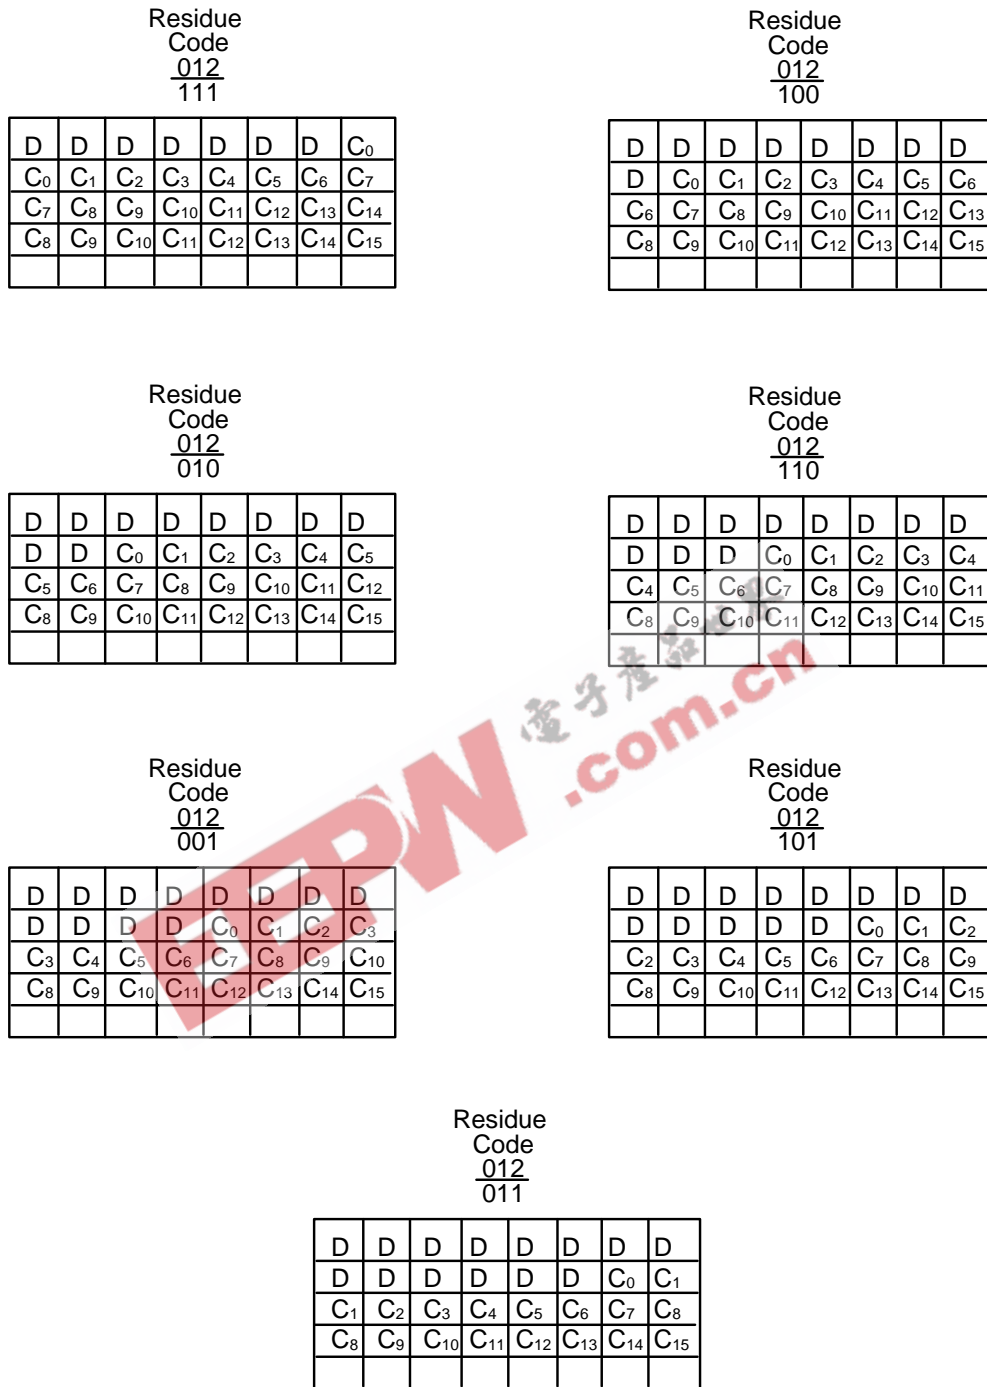 Residue
Code
012
111
D D D D D D D C0
C0 C1 C2 C3 C4 C5 C6 C7
C7 C8 C9 C10 C11 C12 C13 C14
C8 C9 C10 C11 C12 C13 C14 C15
Residue
Code
012
100
D D D D D D D D
D C0 C1 C2 C3 C4 C5 C6
C6 C7 C8 C9 C10 C11 C12 C13
C8 C9 C10 C11 C12 C13 C14 C15
Residue
Code
012
010
D D D D D D D D
D D C0 C1 C2 C3 C4 C5
C5 C6 C7 C8 C9 C10 C11 C12
C8 C9 C10 C11 C12 C13 C14 C15
Residue
Code
012
110
D D D D D D D D
D D D C0 C1 C2 C3 C4
C4 C5 C6 C7 C8 C9 C10 C11
C8 C9 C10 C11 C12 C13 C14 C15
Residue
Code
012
001
D D D D D D D D
D D D D C0 C1 C2 C3
C3 C4 C5 C6 C7 C8 C9 C10
C8 C9 C10 C11 C12 C13 C14 C15
Residue
Code
012
101
D D D D D D D D
D D D D D C0 C1 C2
C2 C3 C4 C5 C6 C7 C8 C9
C8 C9 C10 C11 C12 C13 C14 C15
Residue
Code
012
011
D D D D D D D D
D D D D D D C0 C1
C1 C2 C3 C4 C5 C6 C7 C8
C8 C9 C10 C11 C12 C13 C14 C15
電子產品世界
EEPW.com.cn